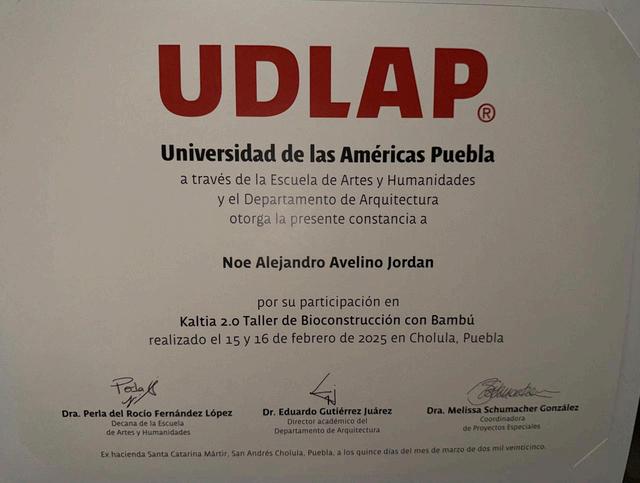 UDLAP®
Universidad de las Américas Puebla
a través de la Escuela de Artes y Humanidades
y el Departamento de Arquitectura
otorga la presente constancia a
Noe Alejandro Avelino Jordan
por su participación en
Kaltia 2.0 Taller de Bioconstrucción con Bambú
realizado el 15 y 16 de febrero de 2025 en Cholula, Puebla
Dra. Perla del Rocío Fernández López
Decana de la Escuela
de Artes y Humanidades
Dr. Eduardo Gutiérrez Juárez
Director académico del
Departamento de Arquitectura
Dra. Melissa Schumacher González
Coordinadora
de Proyectos Especiales
Ex hacienda Santa Catarina Mártir, San Andrés Cholula, Puebla, a los quince días del mes de marzo de dos mil veinticinco.